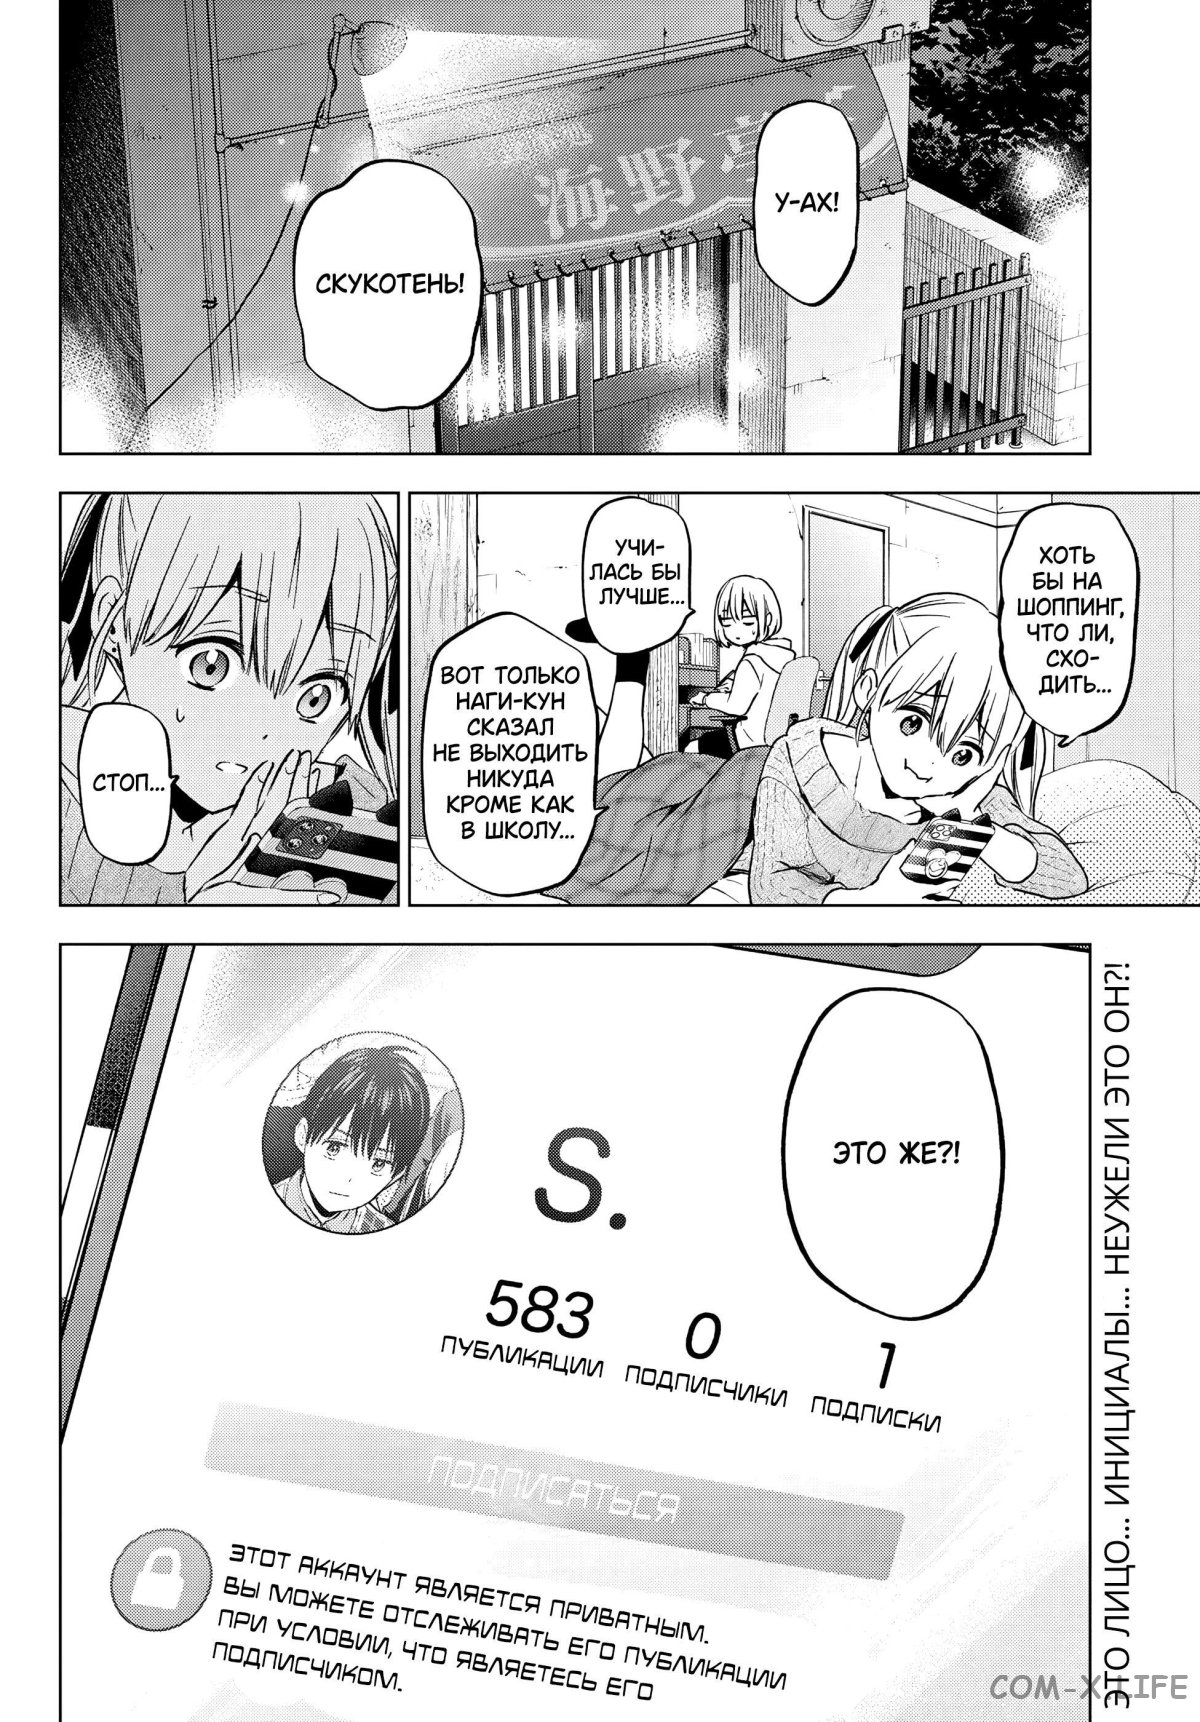 海野亭
У-АХ!
СКУКОТЕНЬ!
ХОТЬ
БЫ НА
ШОППИНГ,
ЧТО ЛИ,
СХО-
ДИТЬ...
УЧИ-
ЛАСЬ БЫ
ЛУЧШЕ...
ВОТ ТОЛЬКО
НАГИ-КУН
СКАЗАЛ
НЕ ВЫХОДИТЬ
НИКУДА
КРОМЕ КАК
В ШКОЛУ...
СТОП...
ЭТО ЖЕ?!
S.
583 0 1
ПУБЛИКАЦИИ ПОДПИСЧИКИ ПОДПИСКИ
ПОДПИСАТЬСЯ
ЭТОТ АККАУНТ ЯВЛЯЕТСЯ ПРИВАТНЫМ.
ВЫ МОЖЕТЕ ОТСЛЕЖИВАТЬ ЕГО ПУБЛИКАЦИИ
ПРИ УСЛОВИИ, ЧТО ЯВЛЯЕТЕСЬ ЕГО
ПОДПИСЧИКОМ.
ЭТО ЛИЦО... ИНИЦИАЛЫ... НЕУЖЕЛИ ЭТО ОН?!
COM-X.LIFE